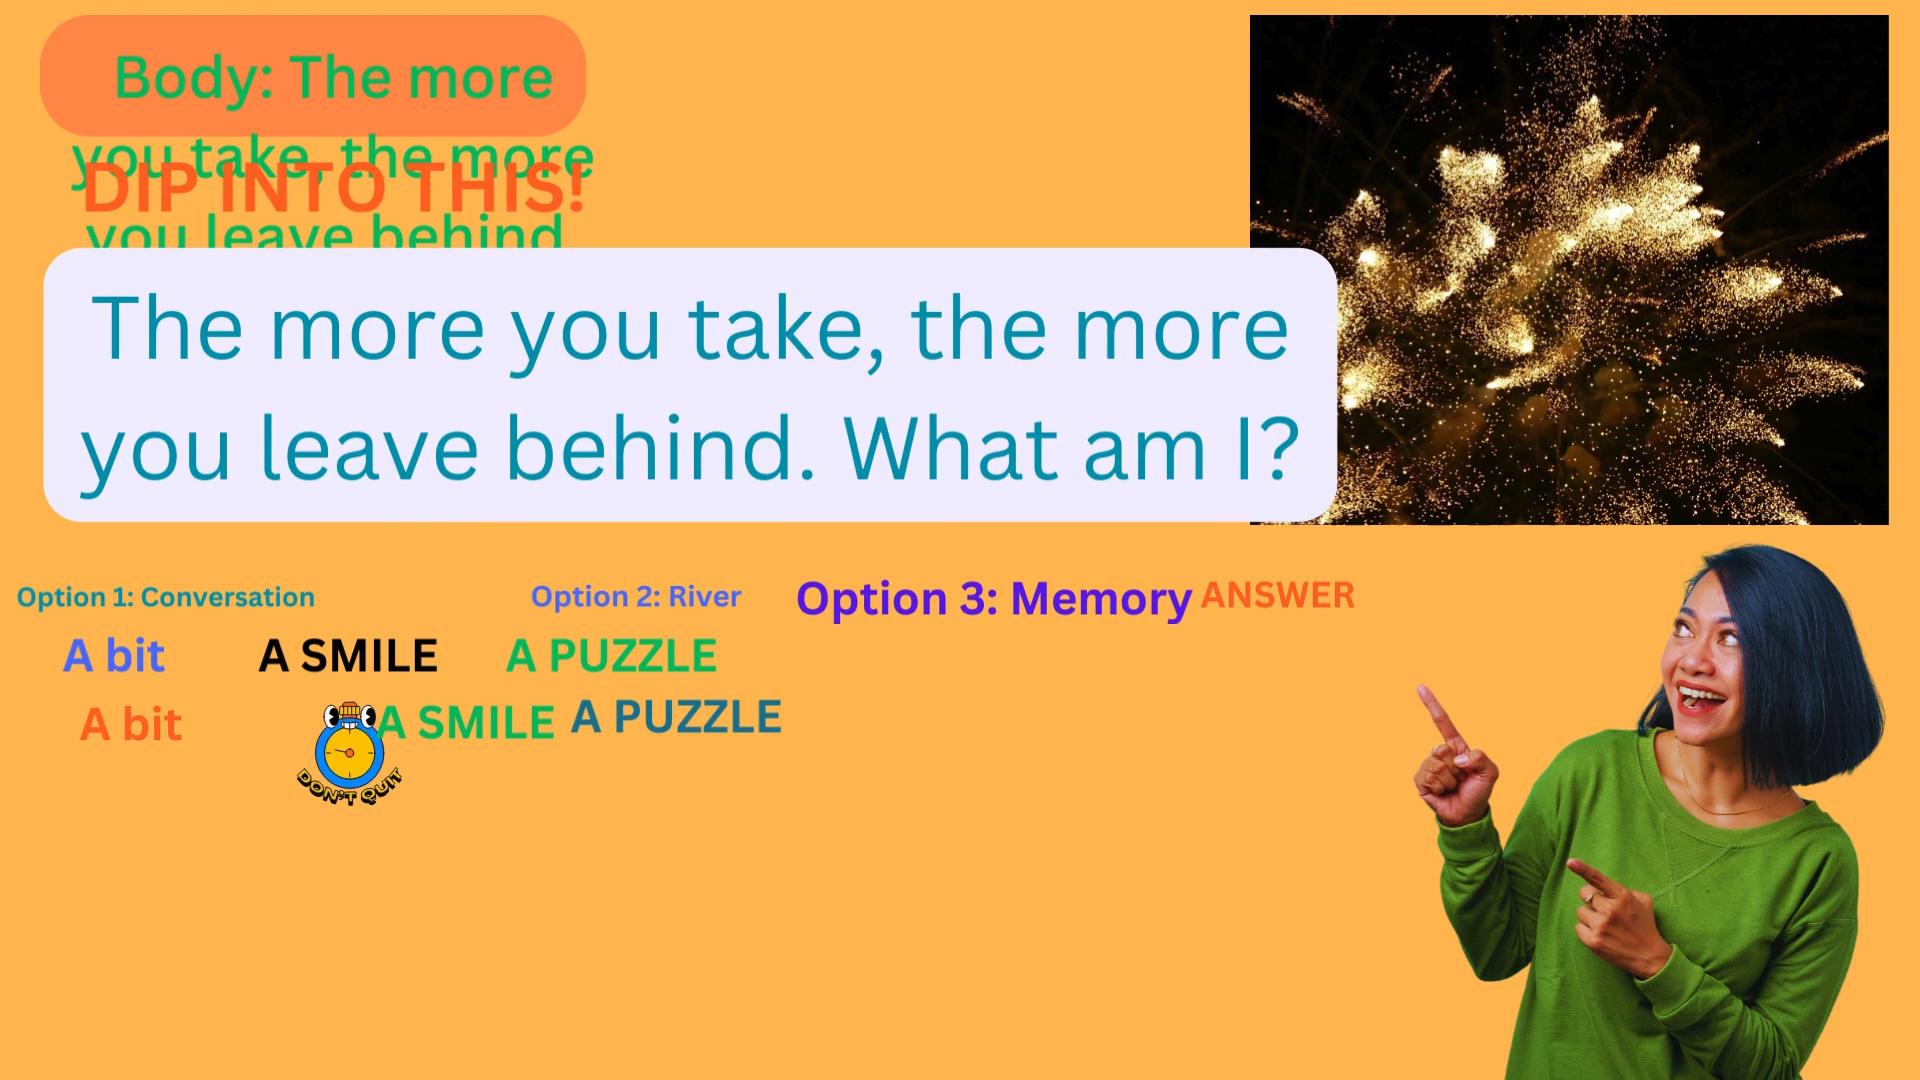 Body: The more
you take, the more
DIP INTO THIS!
you leave behind
The more you take, the more
you leave behind. What am I?
Option 1: Conversation
Option 2: River
Option 3: Memory
ANSWER
A bit
A SMILE
A PUZZLE
A bit
A SMILE
A PUZZLE
DON'T QUIT